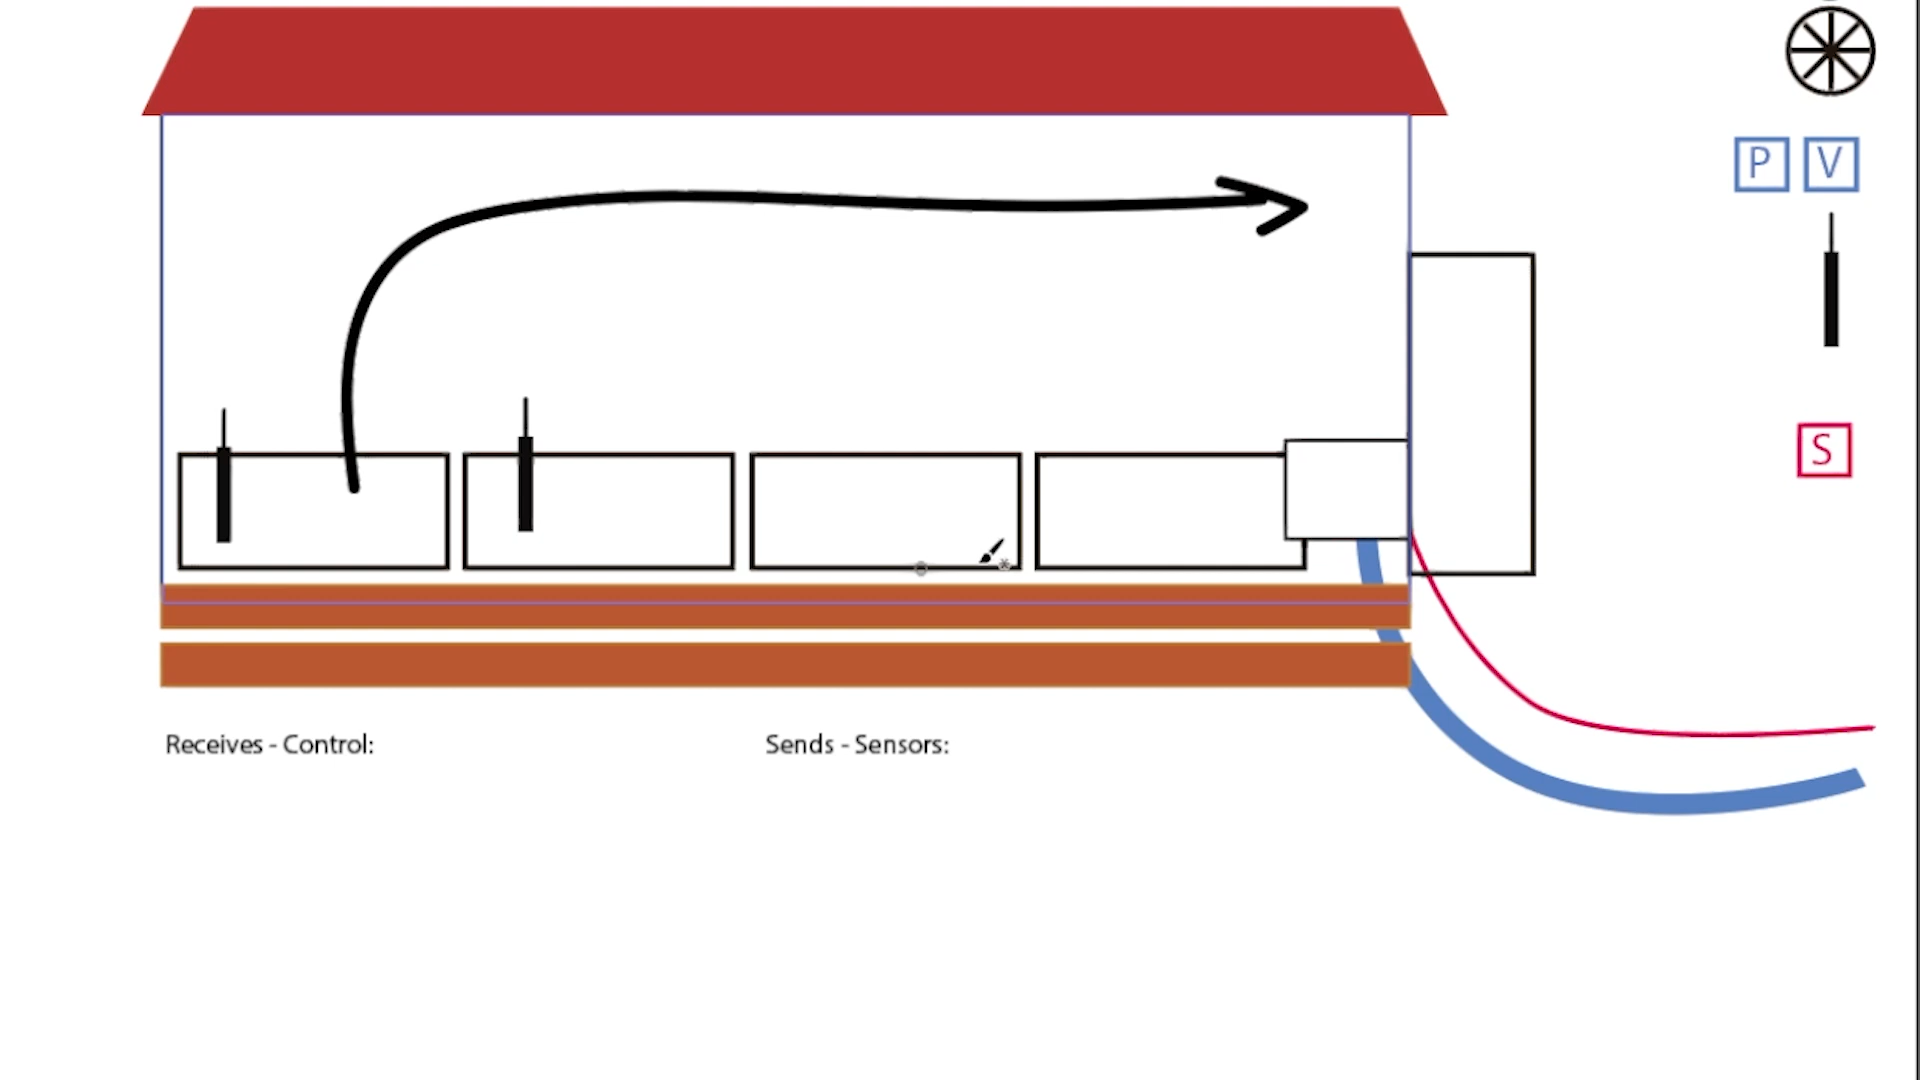 P V
S
Receives - Control:
Sends - Sensors: